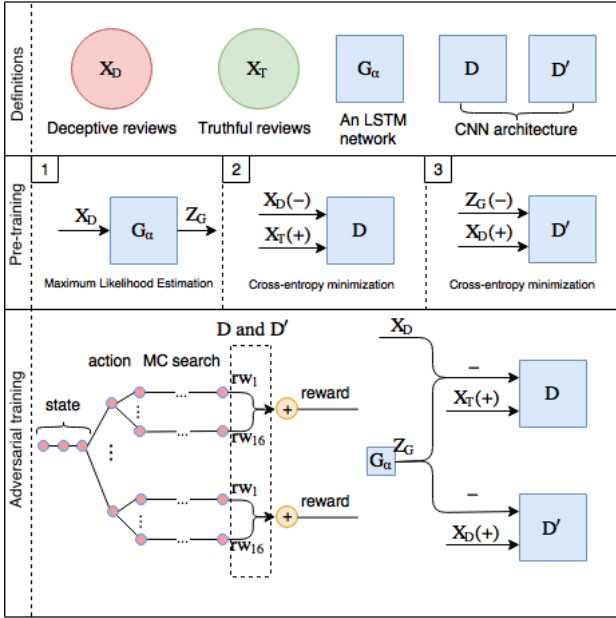 Definitions
X_D
X_T
G_α
D
D′
Deceptive reviews
Truthful reviews
An LSTM
network
CNN architecture
Pre-training
1
X_D
G_α
Z_G
Maximum Likelihood Estimation
2
X_D(−)
X_T(+)
D
Cross-entropy minimization
3
Z_G(−)
X_D(+)
D′
Cross-entropy minimization
Adversarial training
D and D′
action
MC search
state
...
rw_1
reward
+
...
rw_16
...
rw_1
reward
+
...
rw_16
X_D
−
X_T(+)
D
G_α
Z_G
−
X_D(+)
D′